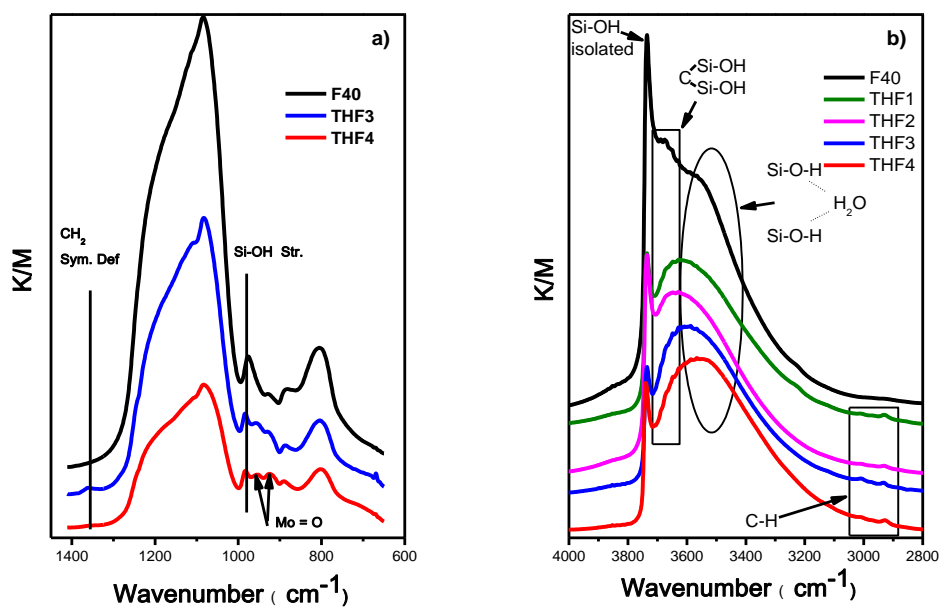 a)
F40
THF3
THF4
CH2
Sym. Def
Si-OH Str.
Mo = O
K/M
1400 1200 1000 800 600
Wavenumber ( cm-1)
b)
Si-OH
isolated
Si-OH
C
Si-OH
F40
THF1
THF2
THF3
THF4
Si-O-H
H2O
Si-O-H
C-H
K/M
4000 3800 3600 3400 3200 3000 2800
Wavenumber ( cm-1)